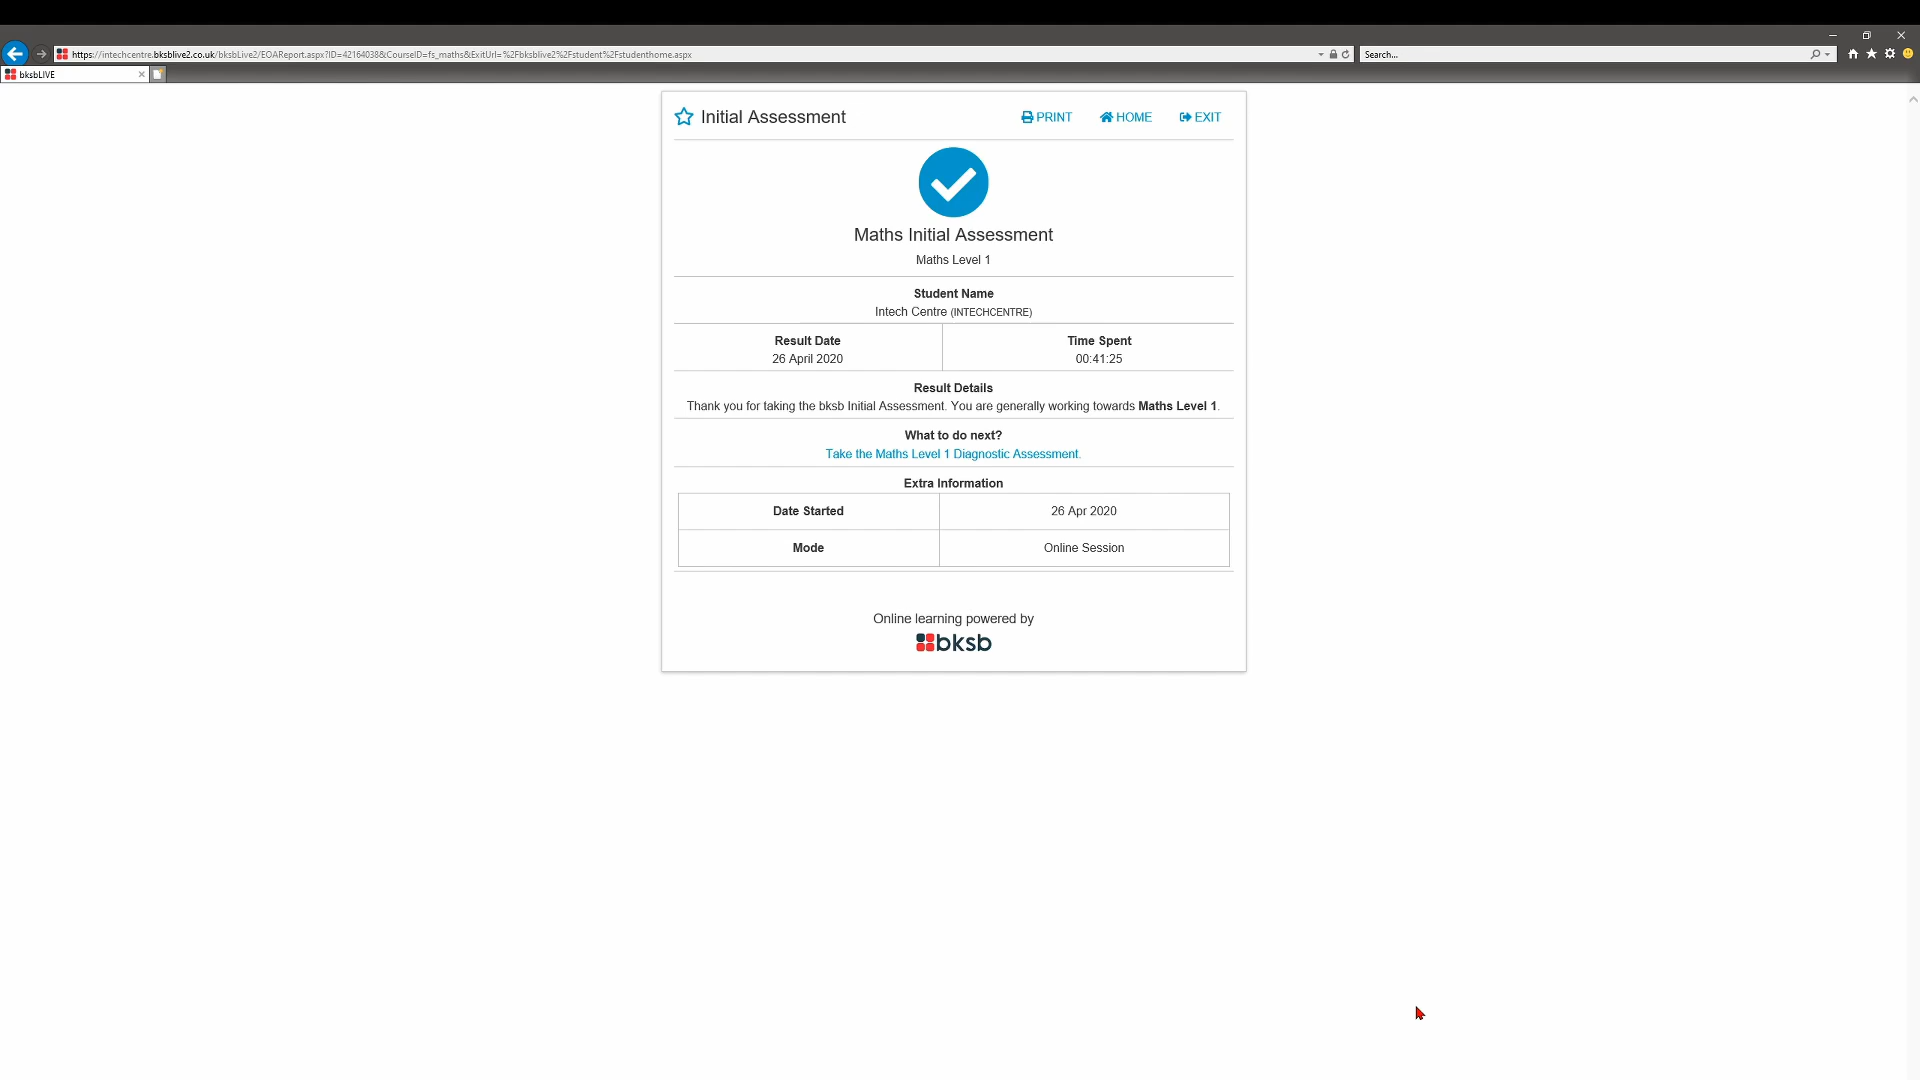 https://intechcentre.bksblive2.co.uk/bksbLive2/EOAReport.aspx?ID=42164038&CourseID=fs_maths&ExitUrl=%2Fbksblive2%2Fstudent%2Fstudenthome.aspx
Search...
bksbLIVE
Initial Assessment
PRINT
HOME
EXIT
Maths Initial Assessment
Maths Level 1
Student Name
Intech Centre (INTECHCENTRE)
Result Date
26 April 2020
Time Spent
00:41:25
Result Details
Thank you for taking the bksb Initial Assessment. You are generally working towards Maths Level 1.
What to do next?
Take the Maths Level 1 Diagnostic Assessment.
Extra Information
Date Started
26 Apr 2020
Mode
Online Session
Online learning powered by
bksb